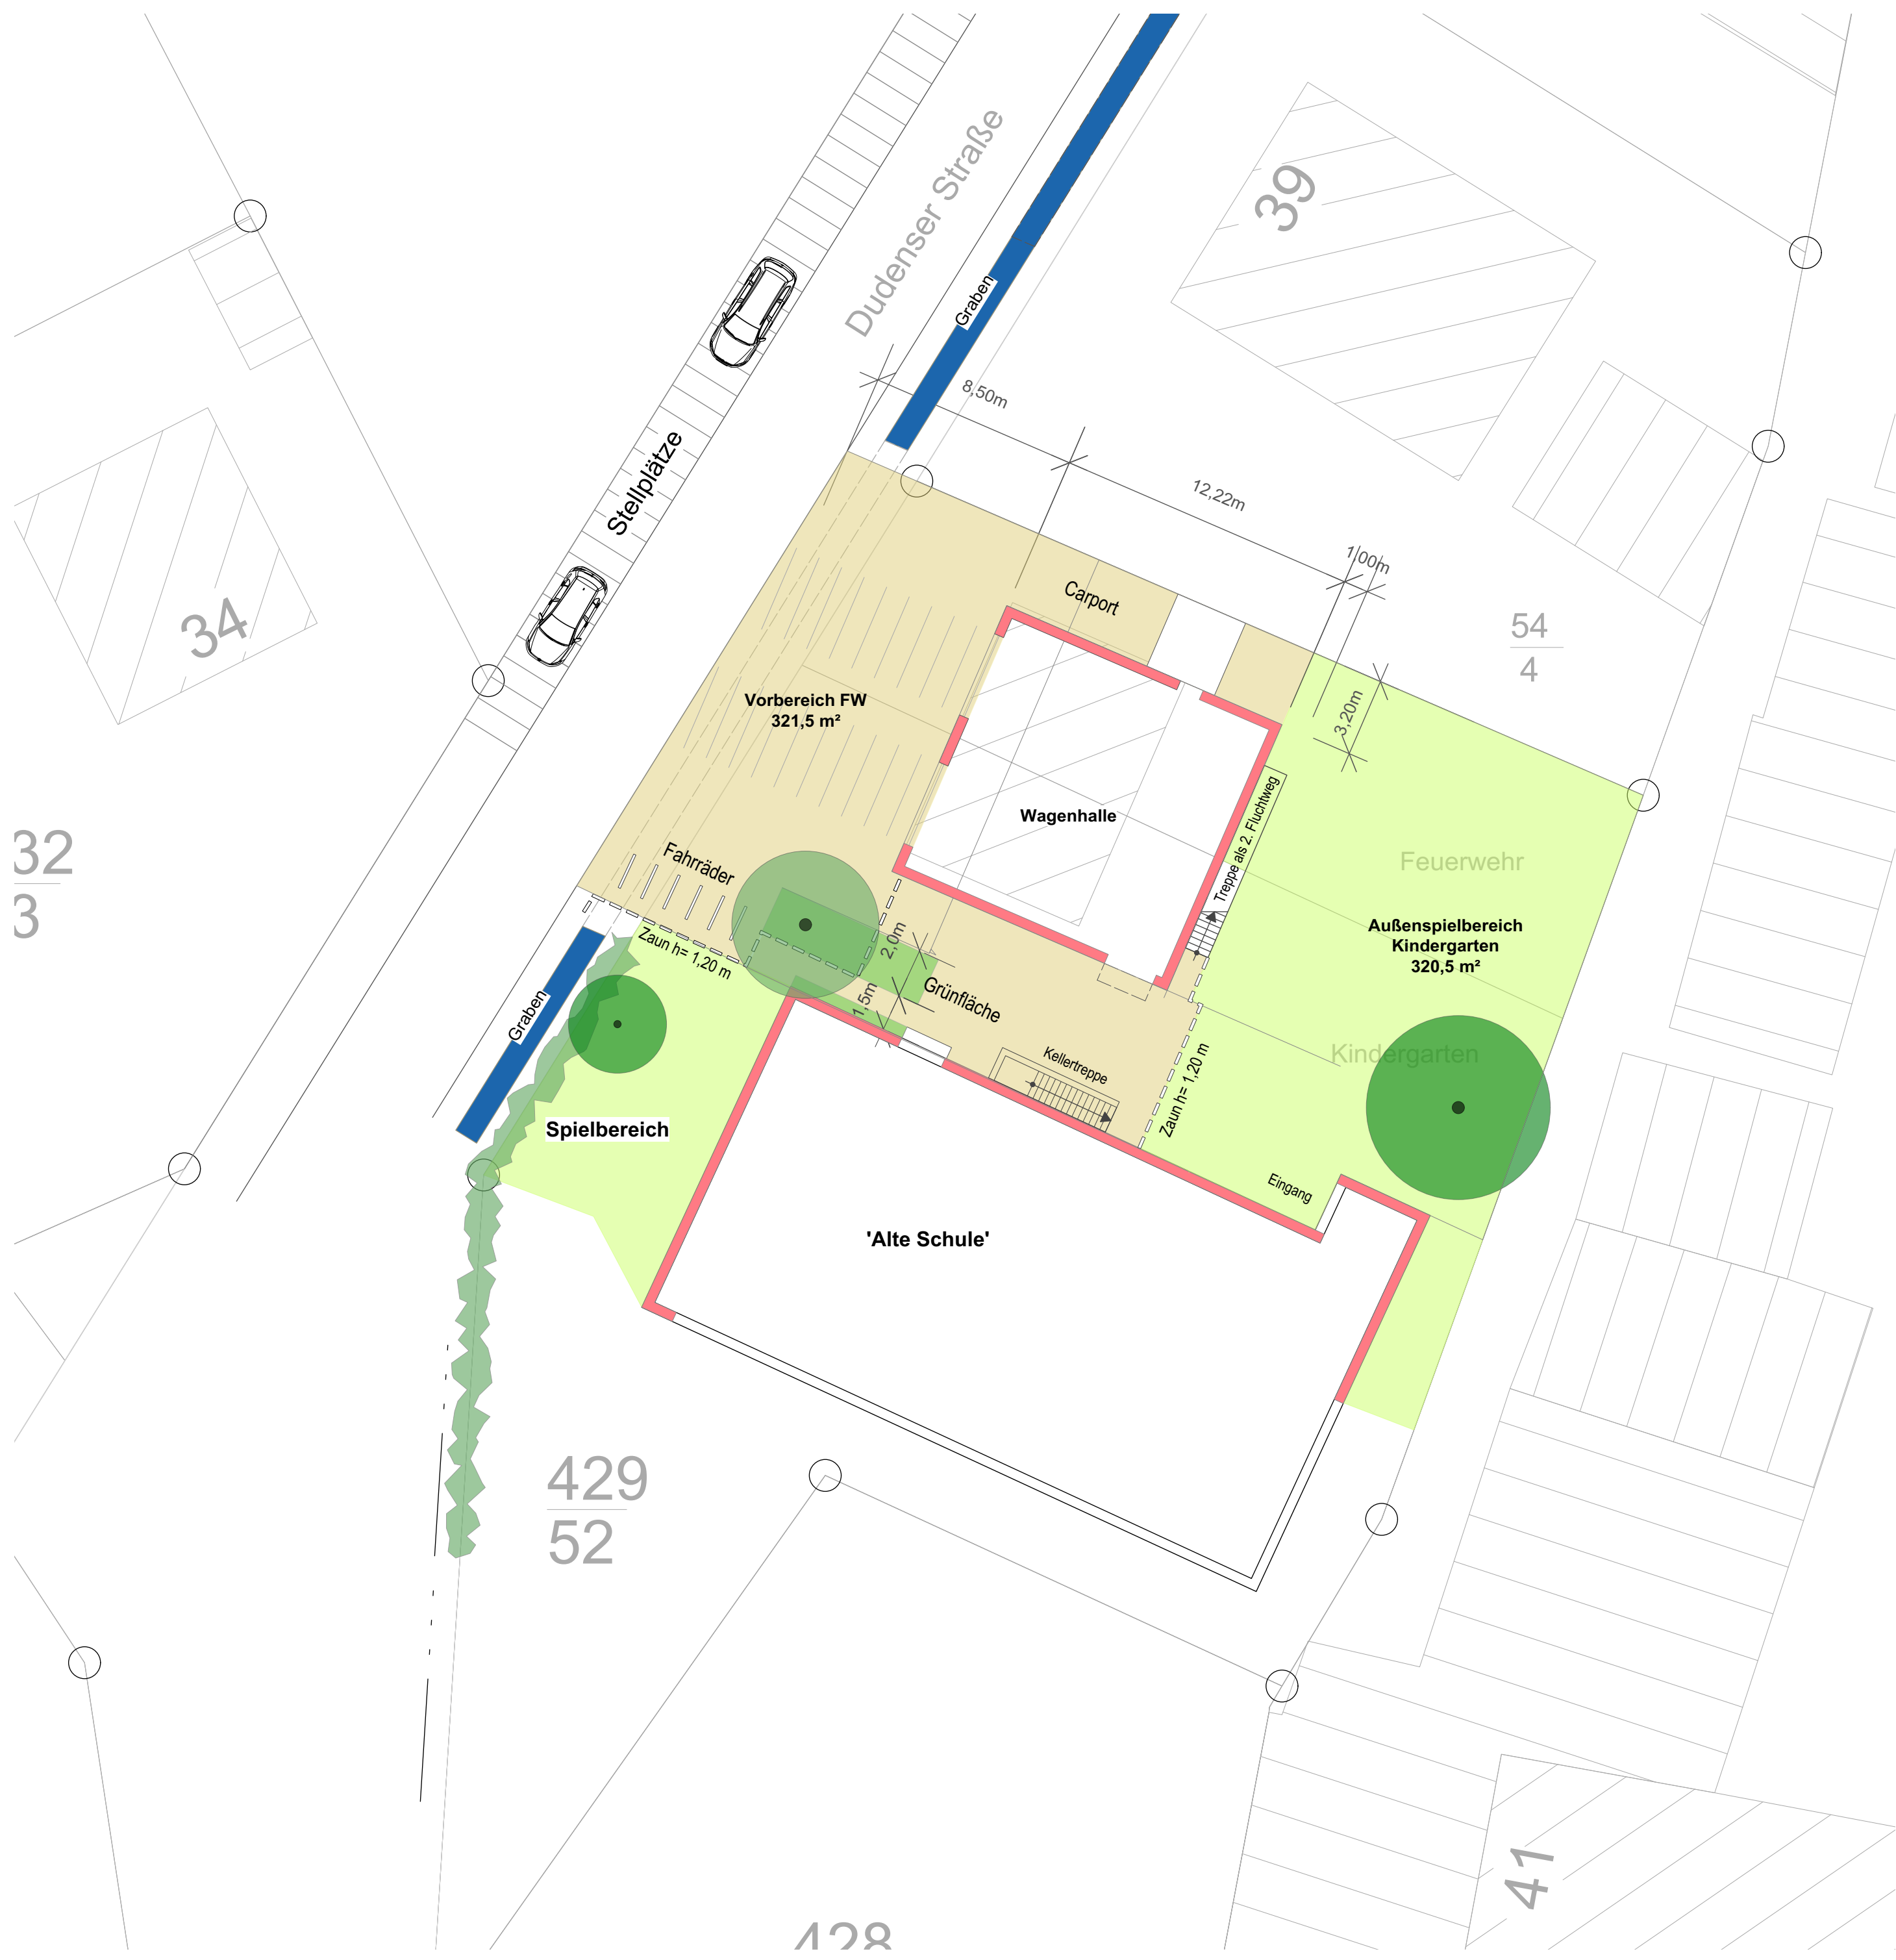 Dudenser Straße
39
Graben
8,50m
Stellplätze
12,22m
1,00m
Carport
34
54
4
Vorbereich FW
321,5 m²
3,20m
Wagenhalle
Treppe als 2. Fluchtweg
32
3
Fahrräder
Feuerwehr
Außenspielbereich
Kindergarten
320,5 m²
Zaun h= 1,20 m
2,0m
1,5m
Grünfläche
Graben
Kellertreppe
Kindergarten
Zaun h= 1,20 m
Spielbereich
Eingang
'Alte Schule'
429
52
41
428